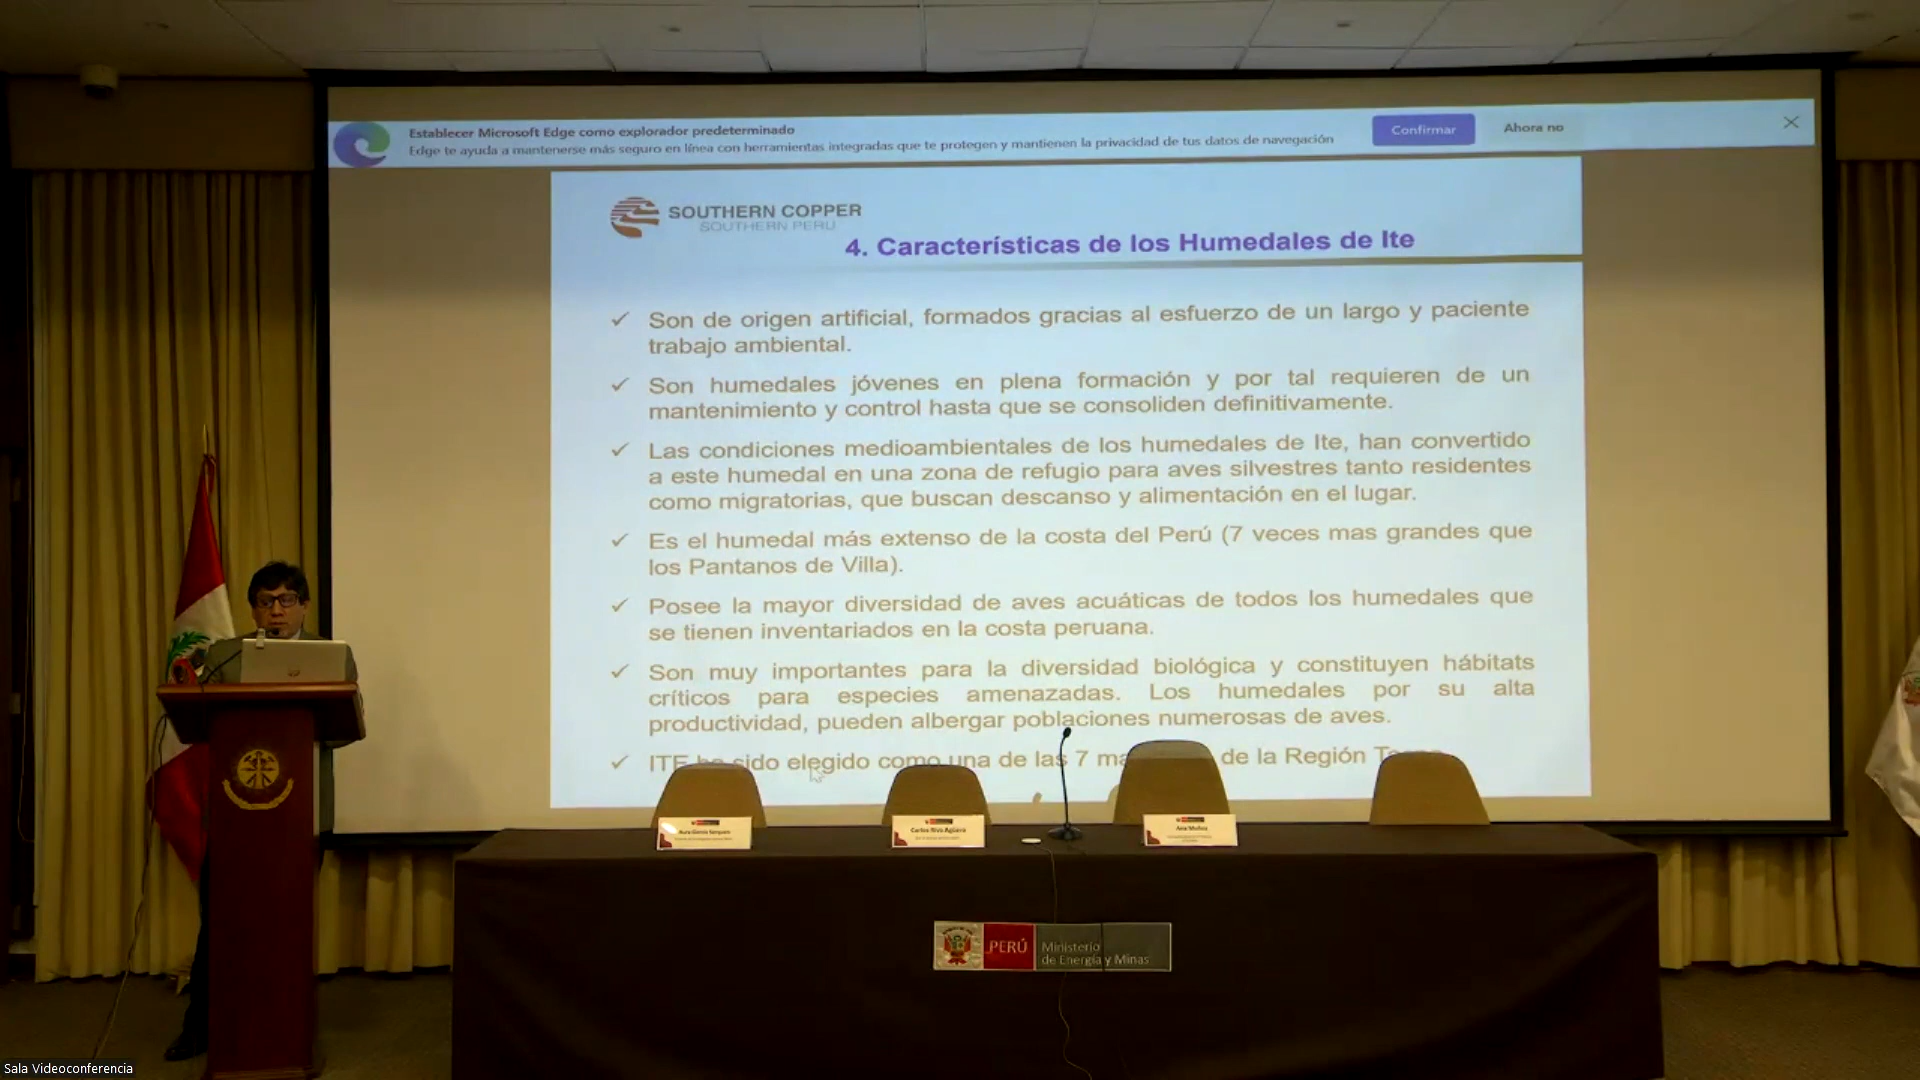 Establecer Microsoft Edge como explorador predeterminado
Edge te ayuda a mantenerse más seguro en línea con herramientas integradas que te protegen y mantienen la privacidad de tus datos de navegación
Confirmar
Ahora no
SOUTHERN COPPER
SOUTHERN PERU
4. Características de los Humedales de Ite
✓ Son de origen artificial, formados gracias al esfuerzo de un largo y paciente
trabajo ambiental.
✓ Son humedales jóvenes en plena formación y por tal requieren de un
mantenimiento y control hasta que se consoliden definitivamente.
✓ Las condiciones medioambientales de los humedales de Ite, han convertido
a este humedal en una zona de refugio para aves silvestres tanto residentes
como migratorias, que buscan descanso y alimentación en el lugar.
✓ Es el humedal más extenso de la costa del Perú (7 veces mas grandes que
los Pantanos de Villa).
✓ Posee la mayor diversidad de aves acuáticas de todos los humedales que
se tienen inventariados en la costa peruana.
✓ Son muy importantes para la diversidad biológica y constituyen hábitats
críticos para especies amenazadas. Los humedales por su alta
productividad, pueden albergar poblaciones numerosas de aves.
✓ ITE ha sido elegido como una de las 7 de la Región
Carlos Riva Agüero
Ana Muñoz
PERÚ
Ministerio
de Energía y Minas
Sala Videoconferencia